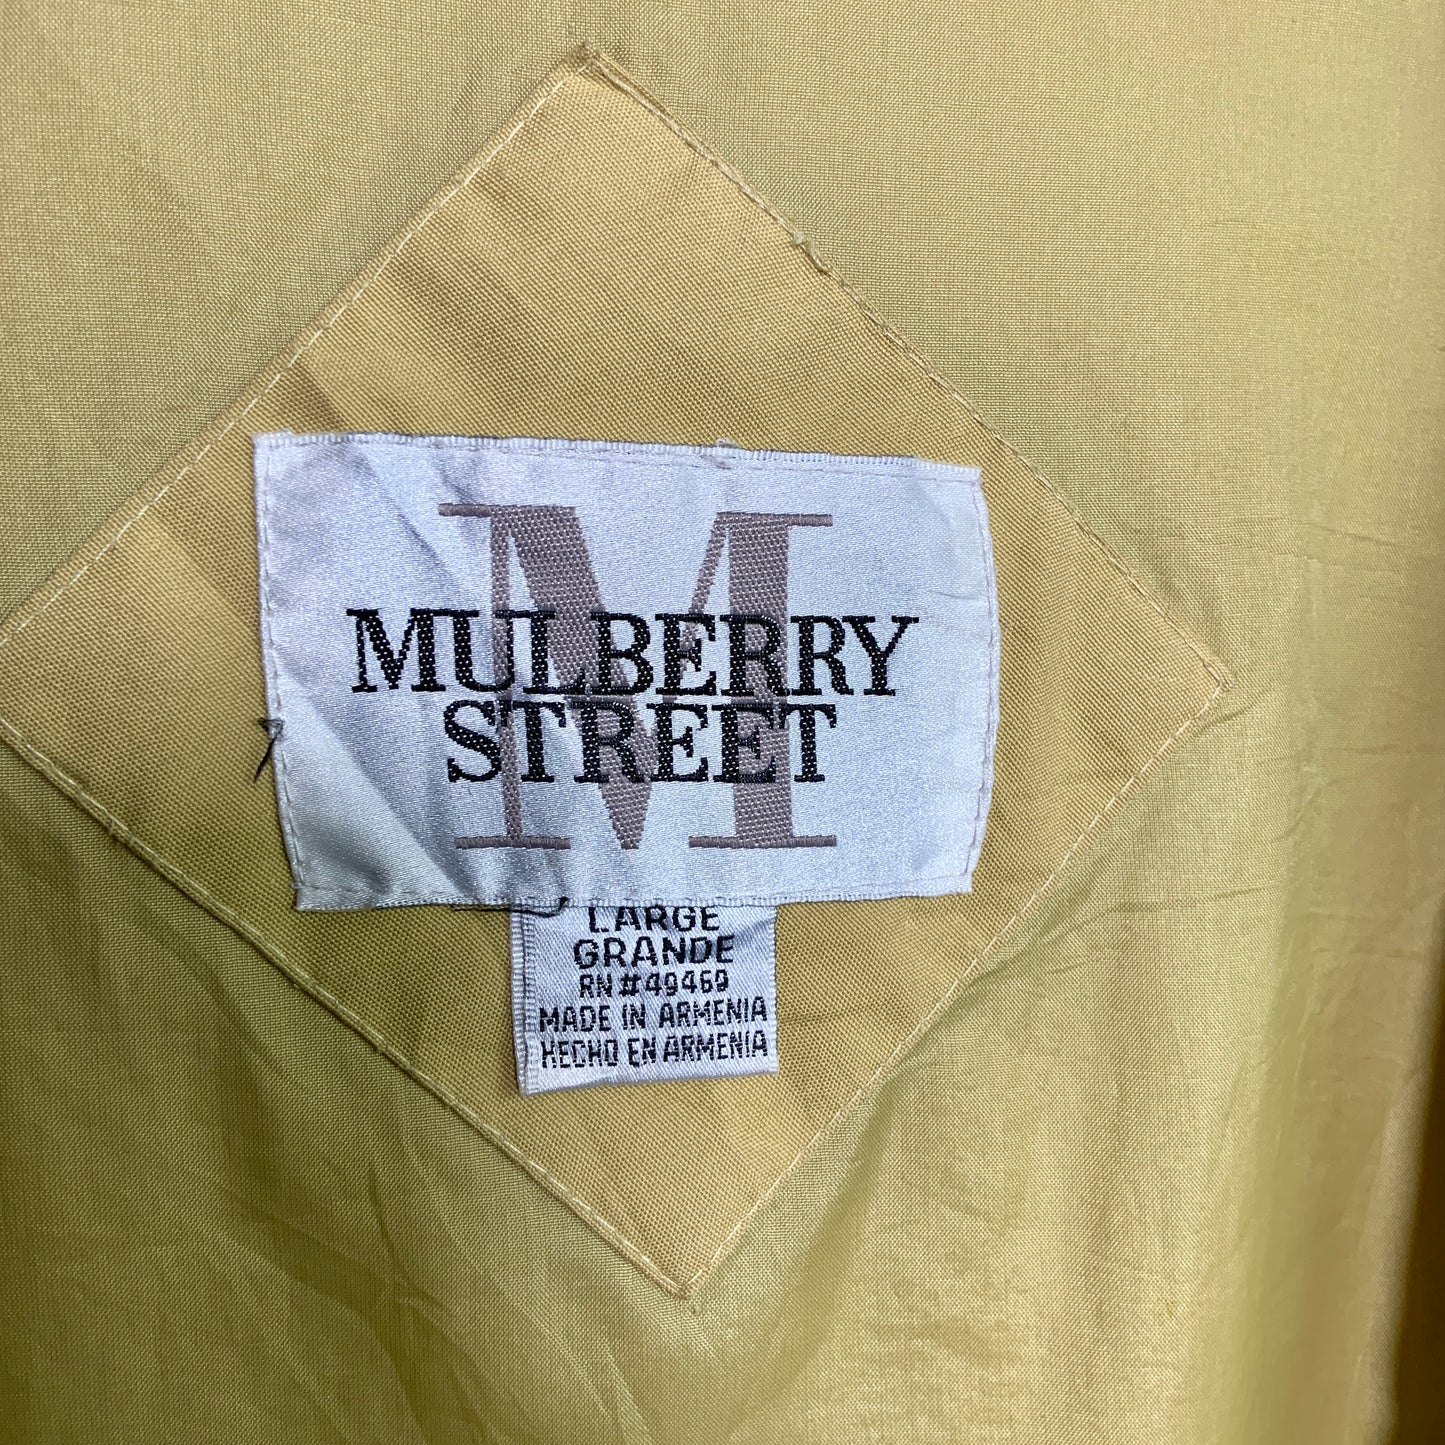 M
MULBERRY
STREET
LARGE
GRANDE
RN#49469
MADE IN ARMENIA
HECHO EN ARMENIA